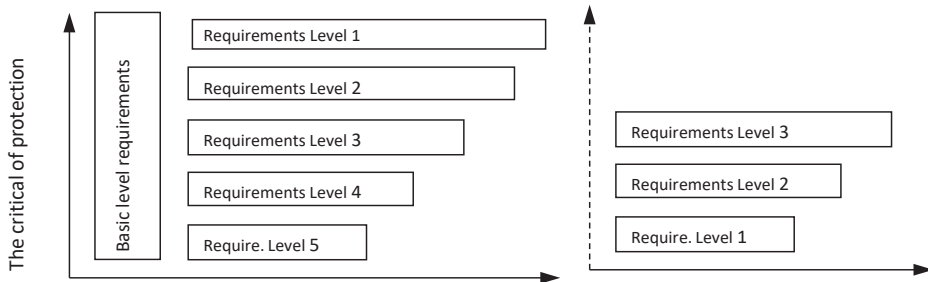 The critical of protection
Basic level requirements
Requirements Level 1
Requirements Level 2
Requirements Level 3
Requirements Level 4
Require. Level 5
Requirements Level 3
Requirements Level 2
Require. Level 1